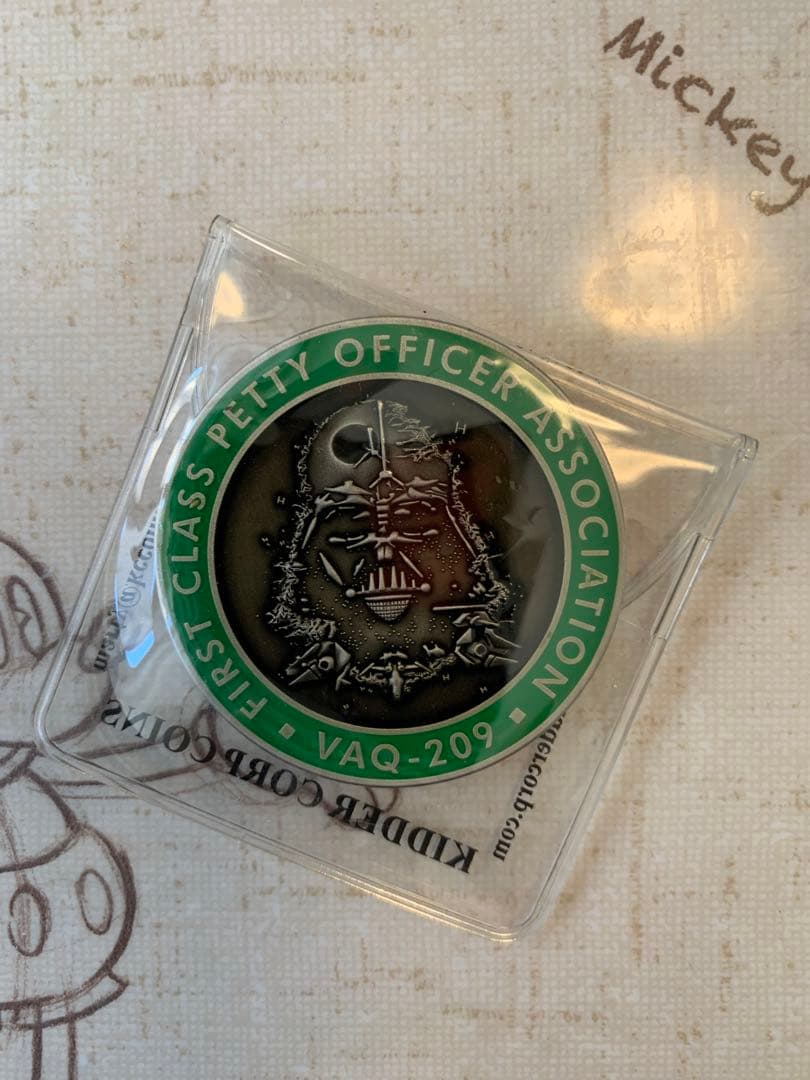 Mickey
FIRST CLASS PETTY OFFICER ASSOCIATION
▪ VAQ-209 ▪
KIDDER CORP COINS